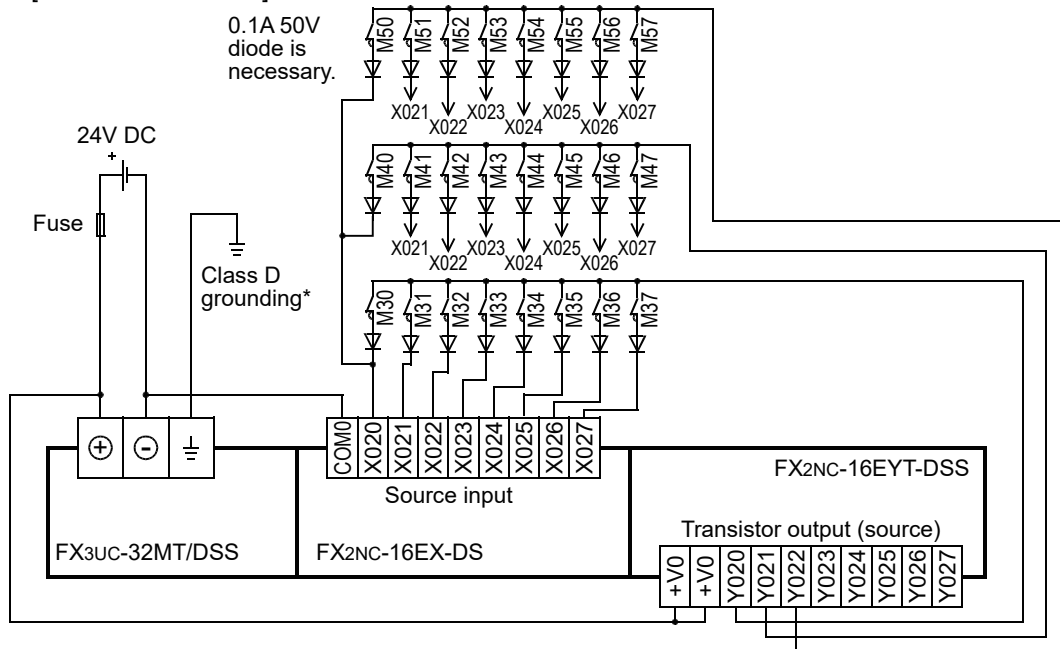 0.1A 50V
diode is
necessary.
M50 M51 M52 M53 M54 M55 M56 M57
X021 X022 X023 X024 X025 X026 X027
24V DC
+
Fuse
M40 M41 M42 M43 M44 M45 M46 M47
X021 X022 X023 X024 X025 X026 X027
Class D
grounding*
M30 M31 M32 M33 M34 M35 M36 M37
+ -
COM0 X020 X021 X022 X023 X024 X025 X026 X027
Source input
FX2NC-16EYT-DSS
Transistor output (source)
FX3UC-32MT/DSS
FX2NC-16EX-DS
+V0 +V0 Y020 Y021 Y022 Y023 Y024 Y025 Y026 Y027